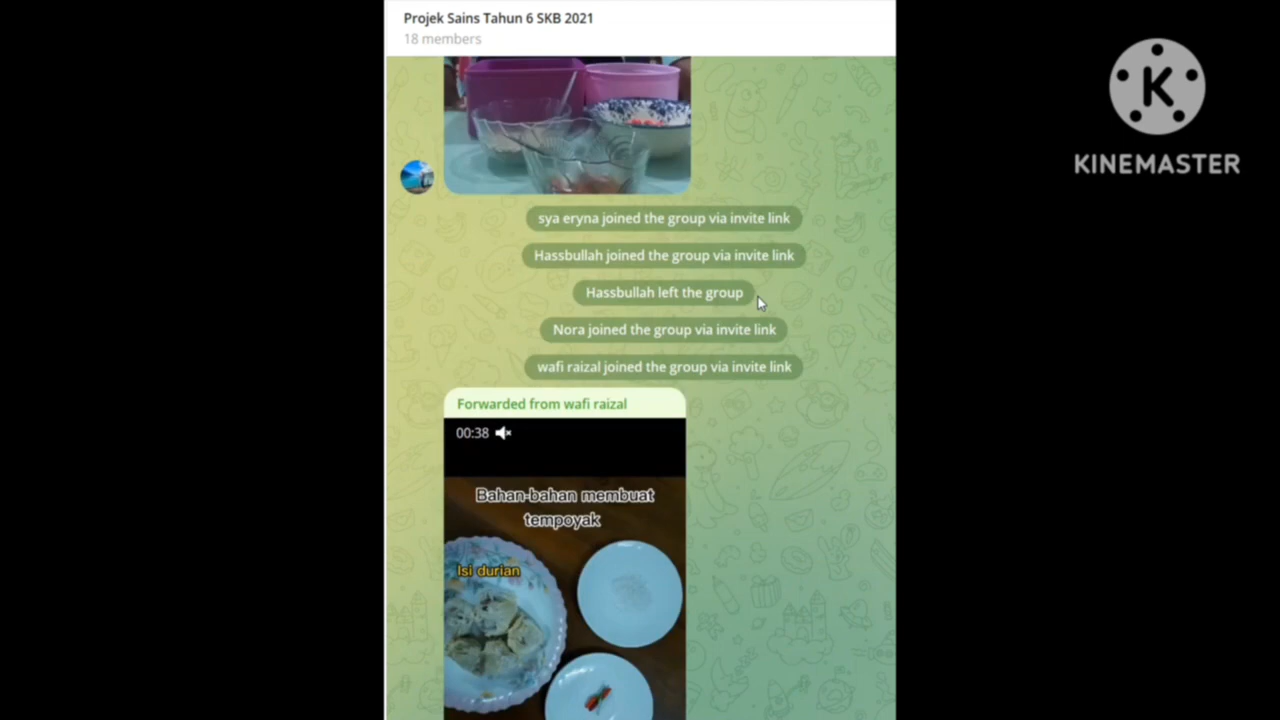 Projek Sains Tahun 6 SKB 2021
18 members
K
KINEMASTER
sya eryna joined the group via invite link
Hassbullah joined the group via invite link
Hassbullah left the group
Nora joined the group via invite link
wafi raizal joined the group via invite link
Forwarded from wafi raizal
00:38
Bahan-bahan membuat
tempoyak
Isi durian